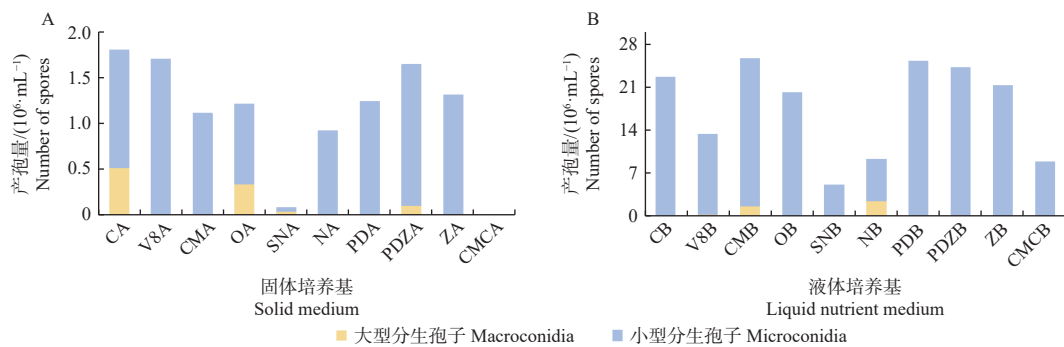 A
产孢量/(10⁶·mL⁻¹)
Number of spores
2.0
1.5
1.0
0.5
0
CA
V8A
CMA
OA
SNA
NA
PDA
PDZA
ZA
CMCA
固体培养基
Solid medium
B
产孢量/(10⁶·mL⁻¹)
Number of spores
28
21
14
7
0
CB
V8B
CMB
OB
SNB
NB
PDB
PDZB
ZB
CMCB
液体培养基
Liquid nutrient medium
大型分生孢子 Macroconidia
小型分生孢子 Microconidia